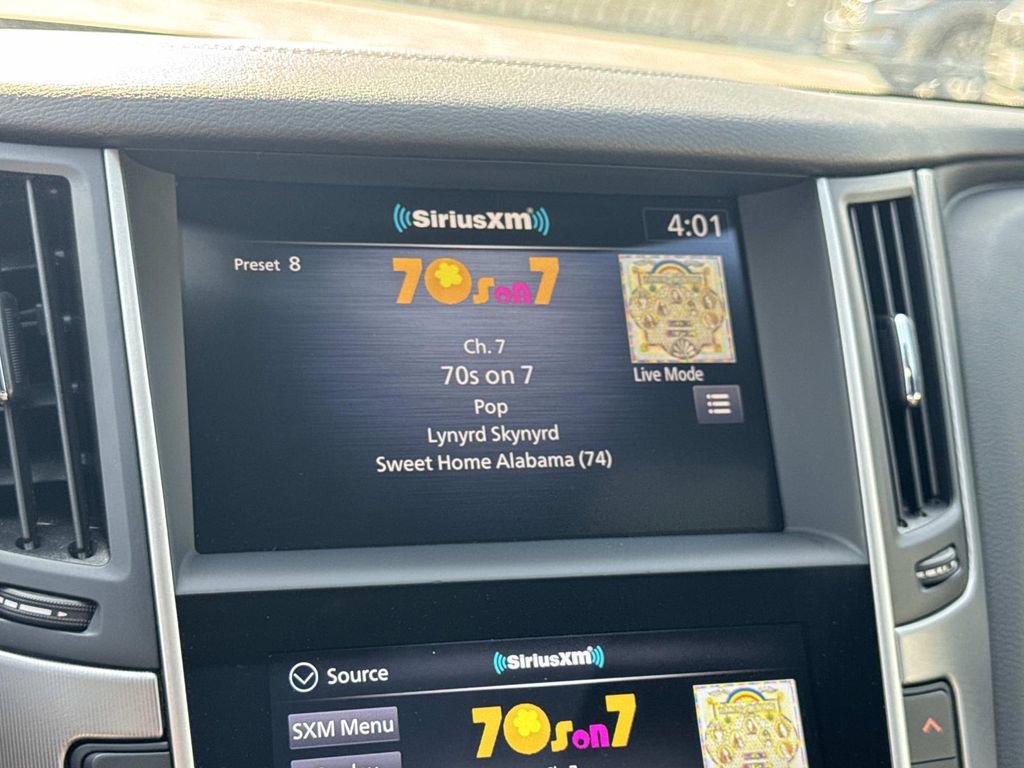 SiriusXM
4:01
Preset 8
70s on 7
Ch. 7
70s on 7
Pop
Lynyrd Skynyrd
Sweet Home Alabama (74)
Live Mode
Source
SiriusXM
SXM Menu
70s on 7